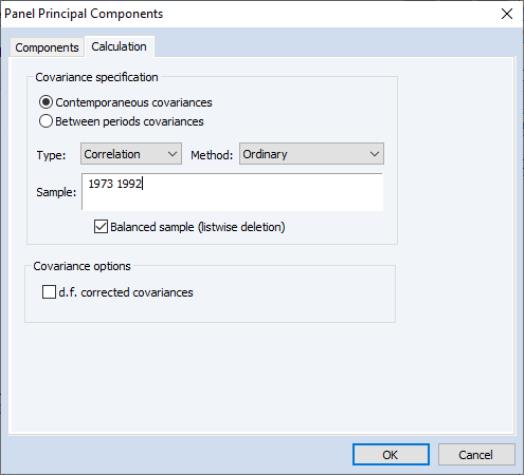 Panel Principal Components
Components Calculation
Covariance specification
Contemporaneous covariances
Between periods covariances
Type: Correlation Method: Ordinary
Sample: 1973 1992
Balanced sample (listwise deletion)
Covariance options
d.f. corrected covariances
OK Cancel